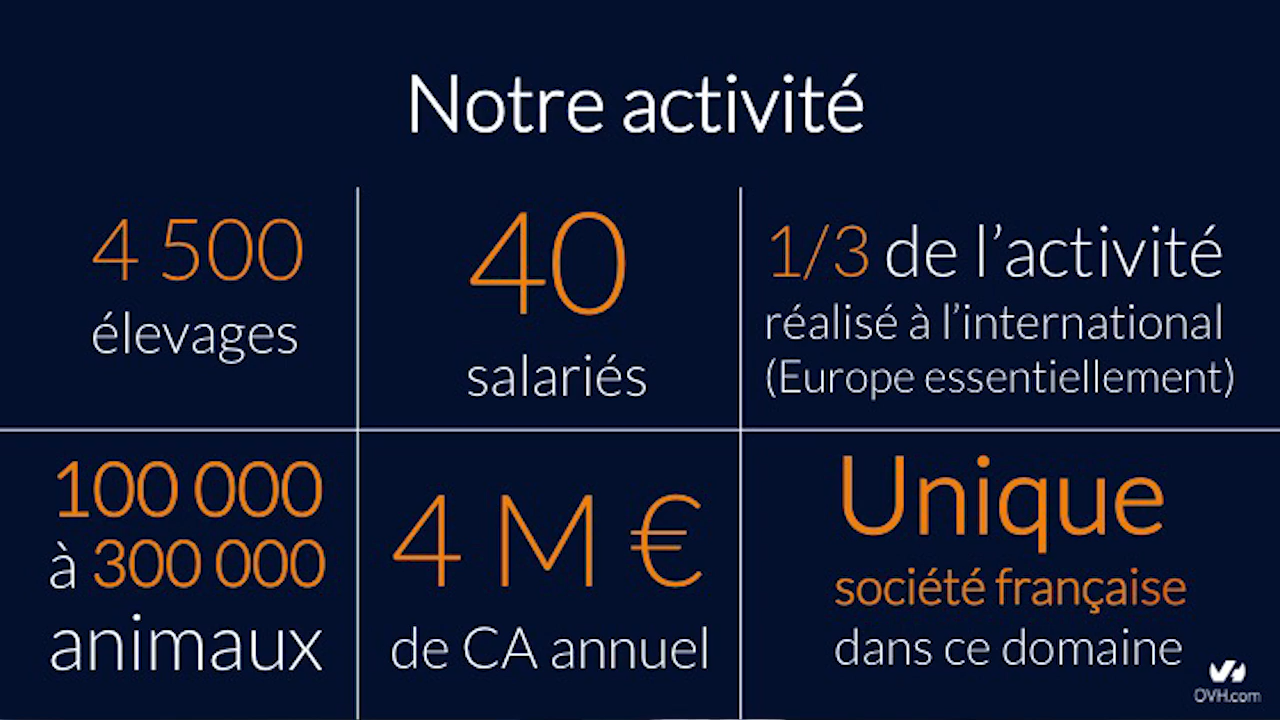 Notre activité
4 500
élevages
40
salariés
1/3 de l’activité
réalisé à l’international
(Europe essentiellement)
100 000
à 300 000
animaux
4 M €
de CA annuel
Unique
société française
dans ce domaine
OVH.com